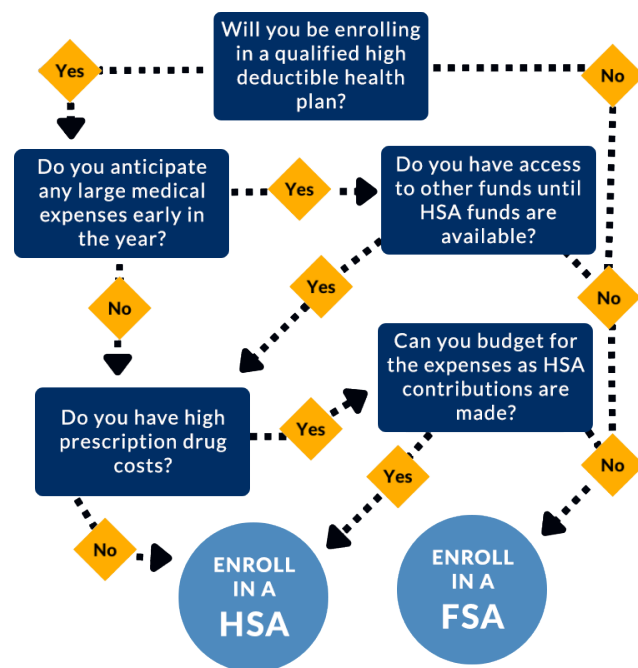 Will you be enrolling
in a qualified high
deductible health
plan?
Yes
No
Do you anticipate
any large medical
expenses early in
the year?
Yes
Do you have access
to other funds until
HSA funds are
available?
No
Yes
No
Can you budget for
the expenses as HSA
contributions are
made?
Do you have high
prescription drug
costs?
Yes
Yes
No
No
ENROLL
IN A
HSA
ENROLL
IN A
FSA